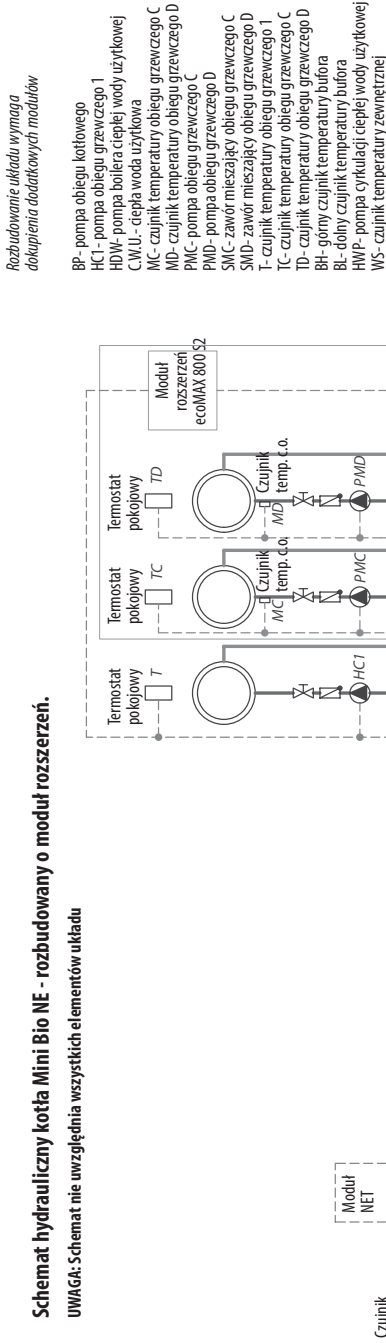 Schemat hydrauliczny kotła Mini Bio NE - rozbudowany o moduł rozszerzeń.
UWAGA: Schemat nie uwzględnia wszystkich elementów układu
Rozbudowanie układu wymaga
dokupienia dodatkowych modułów
BP- pompa obiegu kotłowego
HC1- pompa obiegu grzewczego 1
HDW- pompa boilera ciepłej wody użytkowej
C.W.U.- ciepła woda użytkowa
MC- czujnik temperatury obiegu grzewczego C
MD- czujnik temperatury obiegu grzewczego D
PMC- pompa obiegu grzewczego C
PMD- pompa obiegu grzewczego D
SMC- zawór mieszający obiegu grzewczego C
SMD- zawór mieszający obiegu grzewczego D
T- czujnik temperatury obiegu grzewczego 1
TC- czujnik temperatury obiegu grzewczego C
TD- czujnik temperatury obiegu grzewczego D
BH- górny czujnik temperatury bufora
BL- dolny czujnik temperatury bufora
HWP- pompa cyrkulacji ciepłej wody użytkowej
WS- czujnik temperatury zewnętrznej
Termostat
pokojowy
T
Termostat
pokojowy
TC
Termostat
pokojowy
TD
Moduł
rozszerzeń
ecoMAX 800 S2
Czujnik
temp. c.o.
MC
Czujnik
temp. c.o.
MD
HC1
PMC
PMD
Moduł
NET
Czujnik